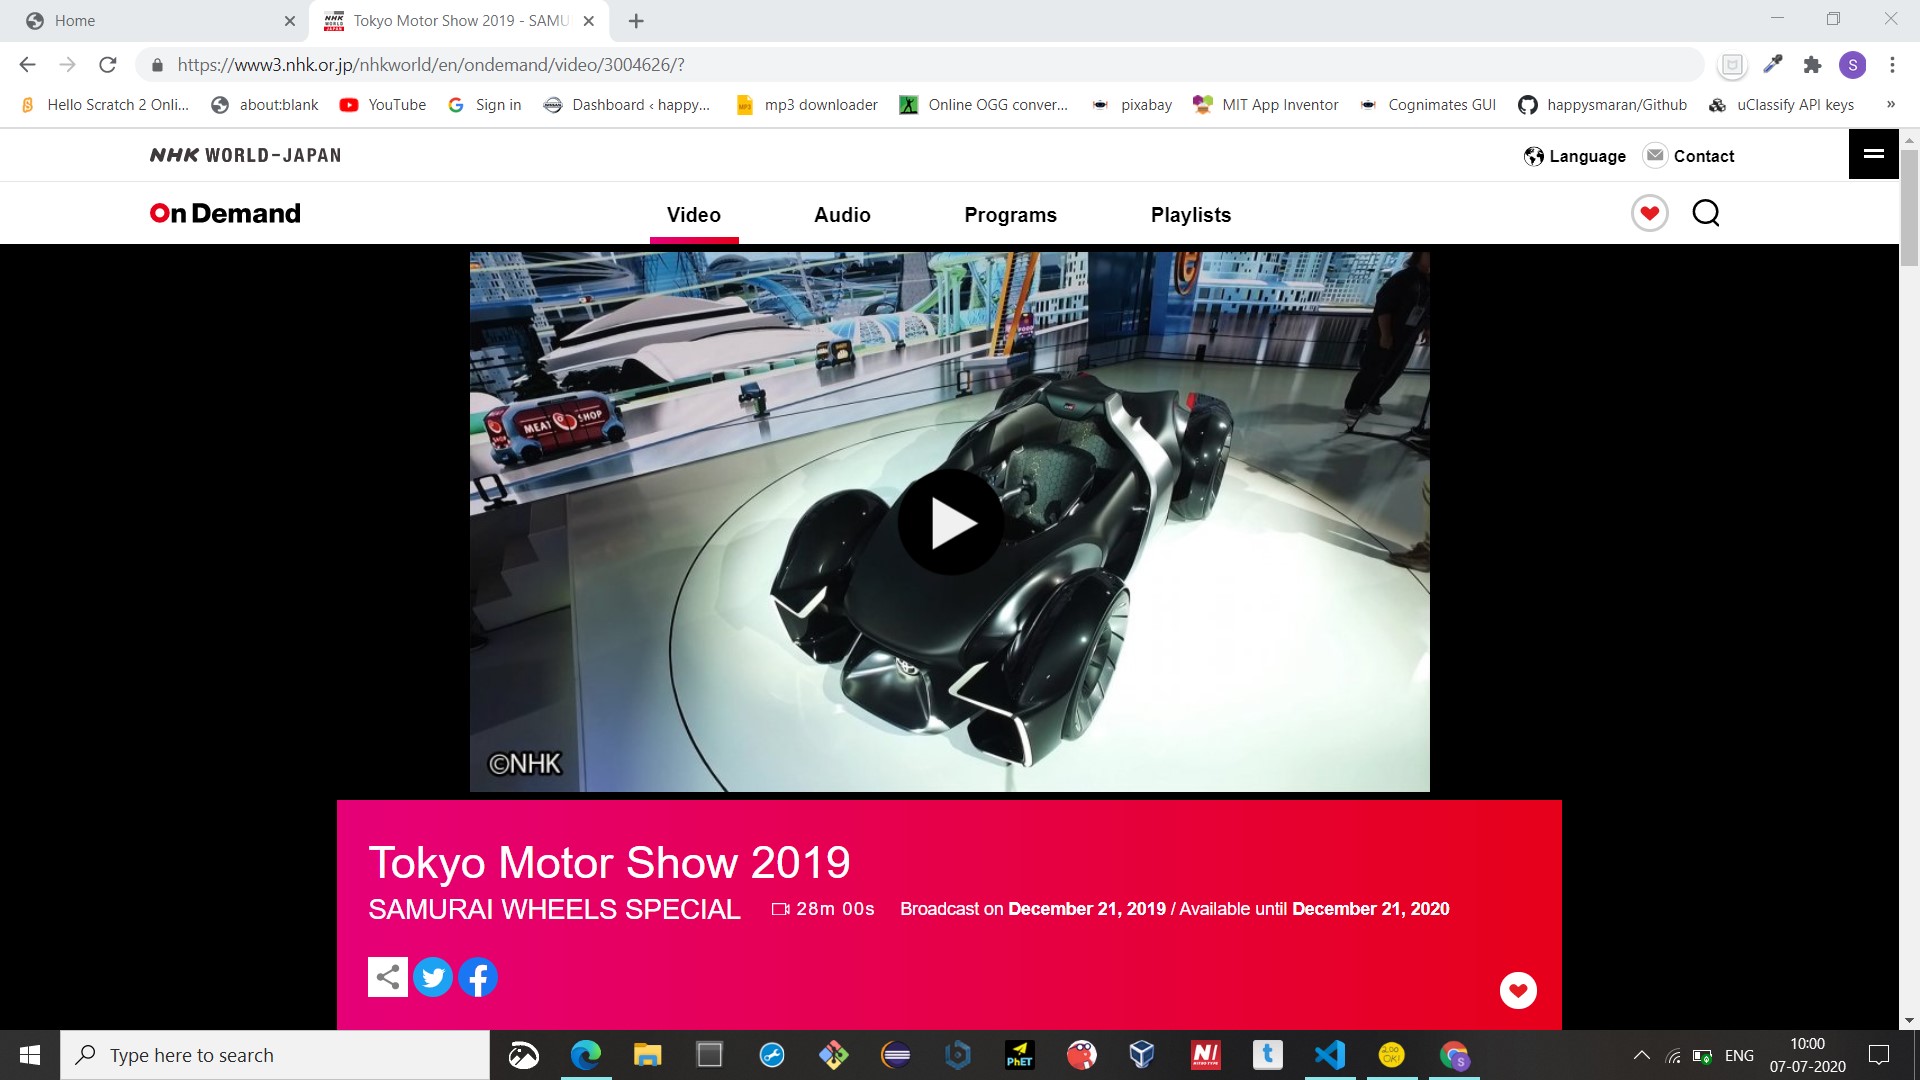 Home
Tokyo Motor Show 2019 - SAMU
https://www3.nhk.or.jp/nhkworld/en/ondemand/video/3004626/?
S
Hello Scratch 2 Onli...
about:blank
YouTube
Sign in
Dashboard ‹ happy...
mp3 downloader
Online OGG conver...
pixabay
MIT App Inventor
Cognimates GUI
happysmaran/Github
uClassify API keys
»
NHK WORLD-JAPAN
Language
Contact
On Demand
Video
Audio
Programs
Playlists
MEAT SHOP
©NHK
Tokyo Motor Show 2019
SAMURAI WHEELS SPECIAL
28m 00s
Broadcast on December 21, 2019 / Available until December 21, 2020
Type here to search
PhET
N!
t
S
ENG
10:00
07-07-2020